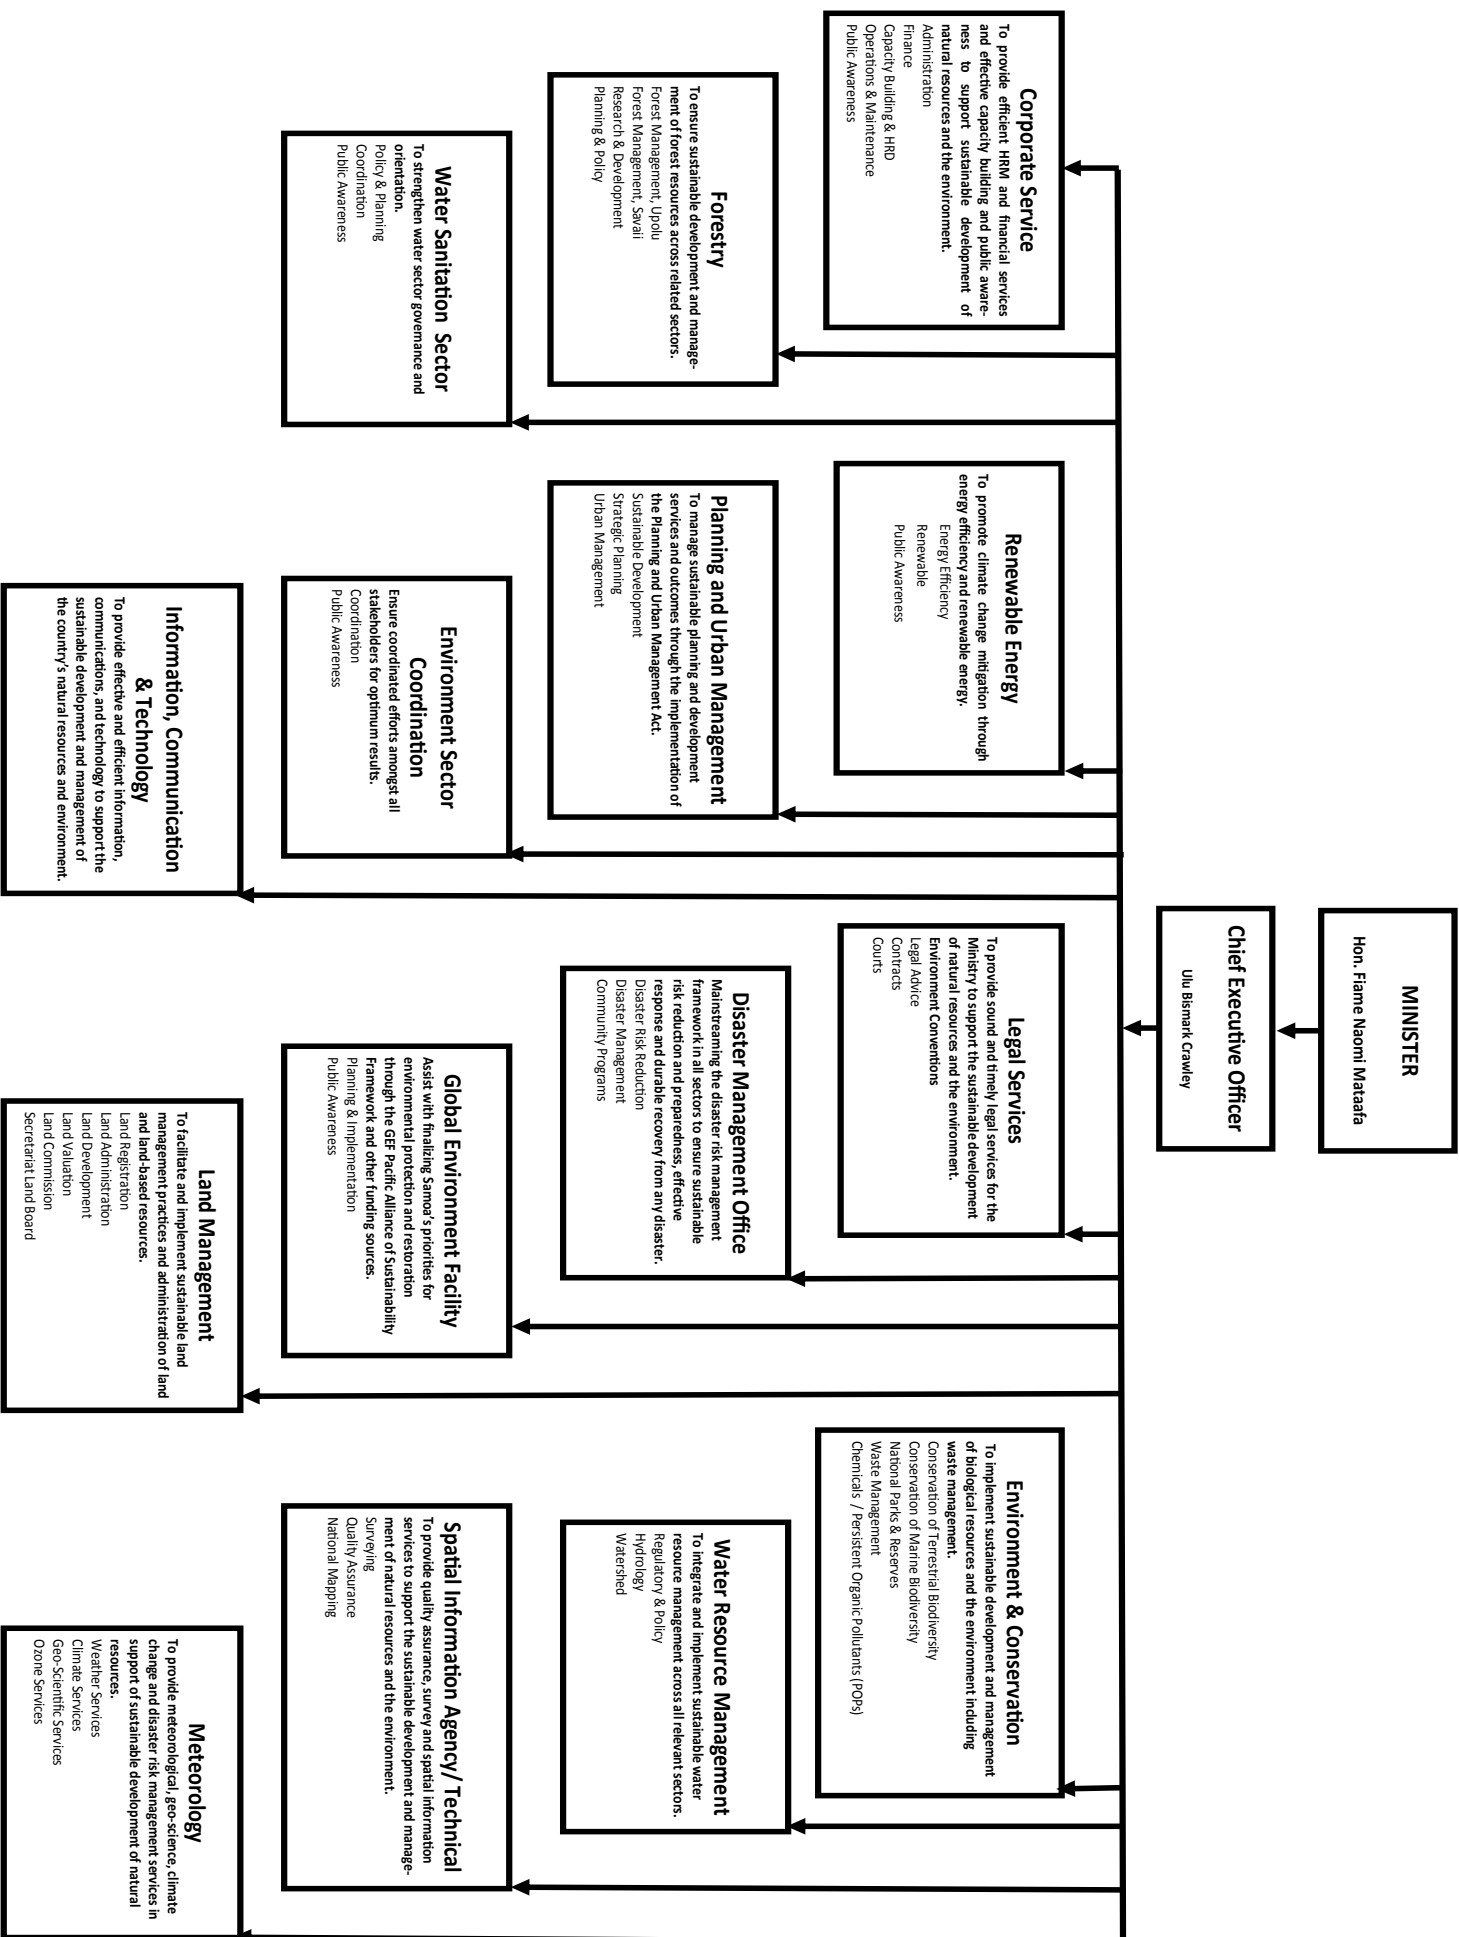 MINISTER
Hon. Fiame Naomi Mataafa
Chief Executive Officer
Ulu Bismark Crawley
Corporate Service
To provide efficient HRM and financial services
and effective capacity building and public aware-
ness to support sustainable development of
natural resources and the environment.
Administration
Finance
Capacity Building & HRD
Operations & Maintenance
Public Awareness
Renewable Energy
To promote climate change mitigation through
energy efficiency and renewable energy.
Energy Efficiency
Renewable
Public Awareness
Legal Services
To provide sound and timely legal services for the
Ministry to support the sustainable development
of natural resources and the environment.
Environment Conventions
Legal Advice
Contracts
Courts
Environment & Conservation
To implement sustainable development and management
of biological resources and the environment including
waste management.
Conservation of Terrestrial Biodiversity
Conservation of Marine Biodiversity
National Parks & Reserves
Waste Management
Chemicals / Persistent Organic Pollutants (POPs)
Forestry
To ensure sustainable development and manage-
ment of forest resources across related sectors.
Forest Management, Upolu
Forest Management, Savaii
Research & Development
Planning & Policy
Planning and Urban Management
To manage sustainable planning and development
services and outcomes through the implementation of
the Planning and Urban Management Act.
Sustainable Development
Strategic Planning
Urban Management
Disaster Management Office
Mainstreaming the disaster risk management
framework in all sectors to ensure sustainable
risk reduction and preparedness, effective
response and durable recovery from any disaster.
Disaster Risk Reduction
Disaster Management
Community Programs
Water Resource Management
To integrate and implement sustainable water
resource management across all relevant sectors.
Regulatory & Policy
Hydrology
Watershed
Water Sanitation Sector
To strengthen water sector governance and
orientation.
Policy & Planning
Coordination
Public Awareness
Environment Sector
Coordination
Ensure coordinated efforts amongst all
stakeholders for optimum results.
Coordination
Public Awareness
Global Environment Facility
Assist with finalizing Samoa's priorities for
environmental protection and restoration
through the GEF Pacific Alliance of Sustainability
Framework and other funding sources.
Planning & Implementation
Public Awareness
Spatial Information Agency/ Technical
To provide quality assurance, survey and spatial information
services to support the sustainable development and manage-
ment of natural resources and the environment.
Surveying
Quality Assurance
National Mapping
Information, Communication
& Technology
To provide effective and efficient information,
communications, and technology to support the
sustainable development and management of
the country's natural resources and environment.
Land Management
To facilitate and implement sustainable land
management practices and administration of land
and land-based resources.
Land Registration
Land Administration
Land Development
Land Valuation
Land Commission
Secretariat Land Board
Meteorology
To provide meteorological, geo-science, climate
change and disaster risk management services in
support of sustainable development of natural
resources.
Weather Services
Climate Services
Geo-Scientific Services
Ozone Services